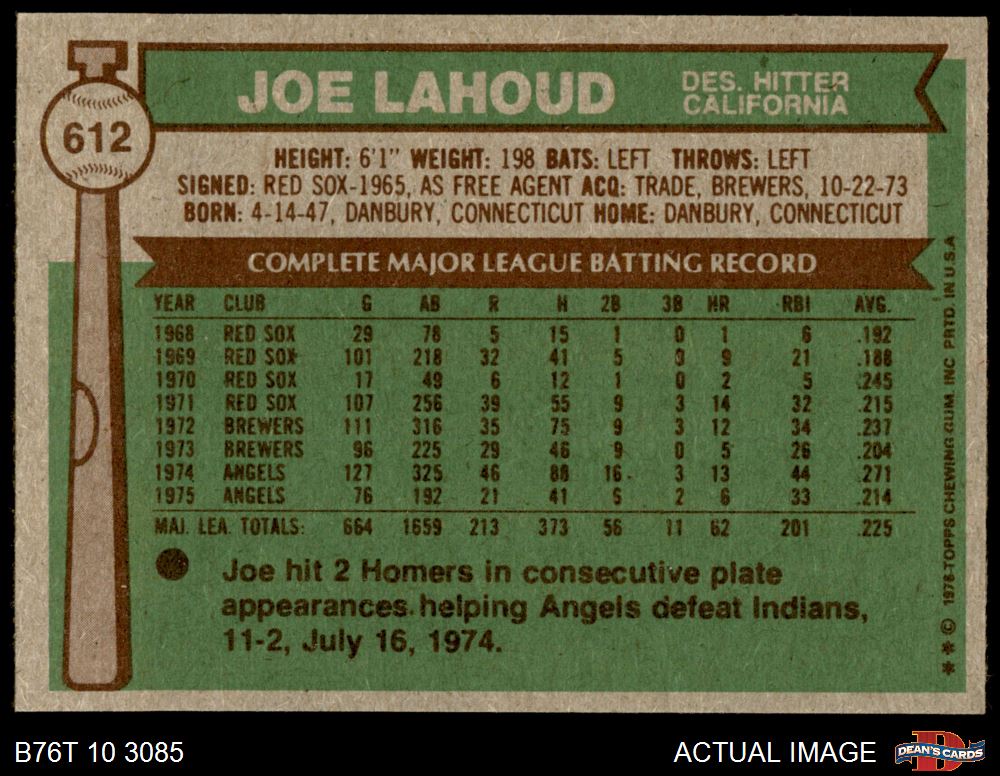 612
JOE LAHOUD DES. HITTER
CALIFORNIA
HEIGHT: 6'1" WEIGHT: 198 BATS: LEFT THROWS: LEFT
SIGNED: RED SOX-1965, AS FREE AGENT ACQ: TRADE, BREWERS, 10-22-73
BORN: 4-14-47, DANBURY, CONNECTICUT HOME: DANBURY, CONNECTICUT
COMPLETE MAJOR LEAGUE BATTING RECORD
YEAR CLUB G AB R H 2B 3B HR RBI AVG.
1968 RED SOX 29 78 5 15 1 0 1 6 .192
1969 RED SOX 101 218 32 41 5 0 9 21 .188
1970 RED SOX 17 49 6 12 1 0 2 5 .245
1971 RED SOX 107 256 39 55 9 3 14 32 .215
1972 BREWERS 111 316 35 75 9 3 12 34 .237
1973 BREWERS 96 225 29 46 9 0 5 26 .204
1974 ANGELS 127 325 46 88 16 3 13 44 .271
1975 ANGELS 76 192 21 41 6 2 6 33 .214
MAJ. LEA. TOTALS: 664 1659 213 373 56 11 62 201 .225
Joe hit 2 Homers in consecutive plate
appearances helping Angels defeat Indians,
11-2, July 16, 1974.
* * © 1976-TOPPS CHEWING GUM, INC PRTD. IN U.S.A
B76T 10 3085
ACTUAL IMAGE
DEAN'S CARDS